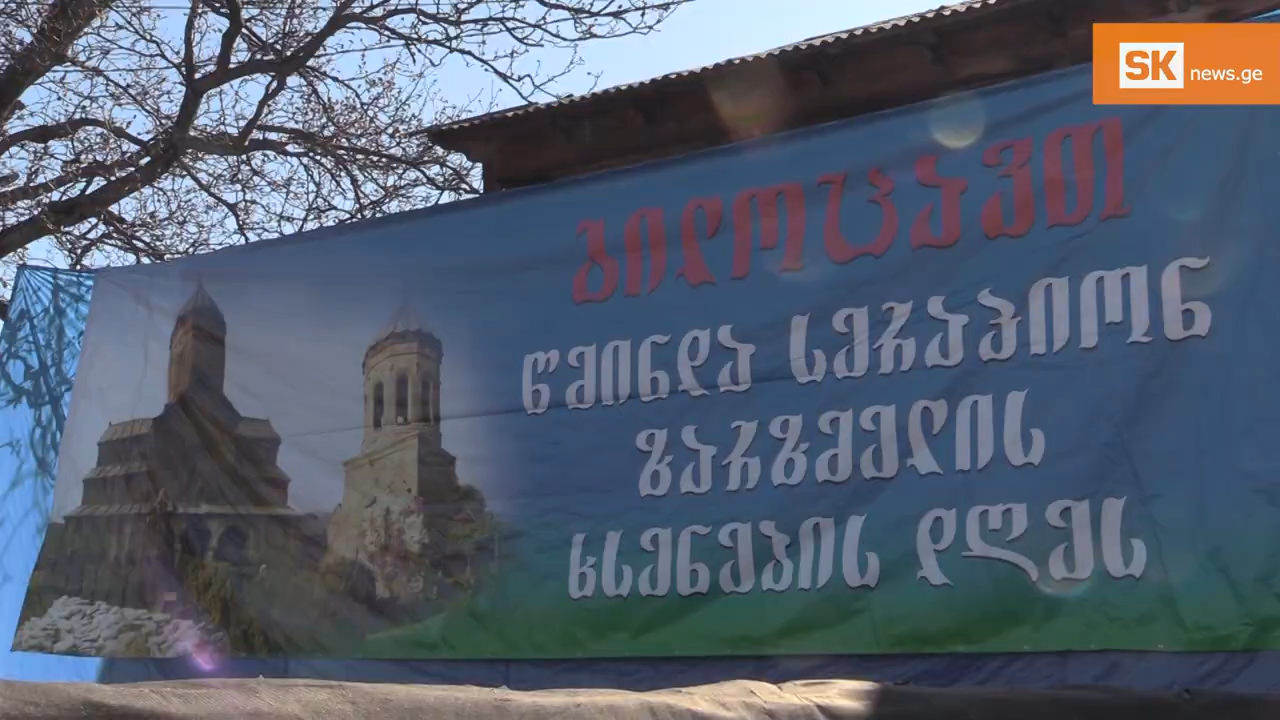 SK news.ge
გილოცავთ
წმინდა სერაპიონ
ზარზმელის
ხსენების დღეს